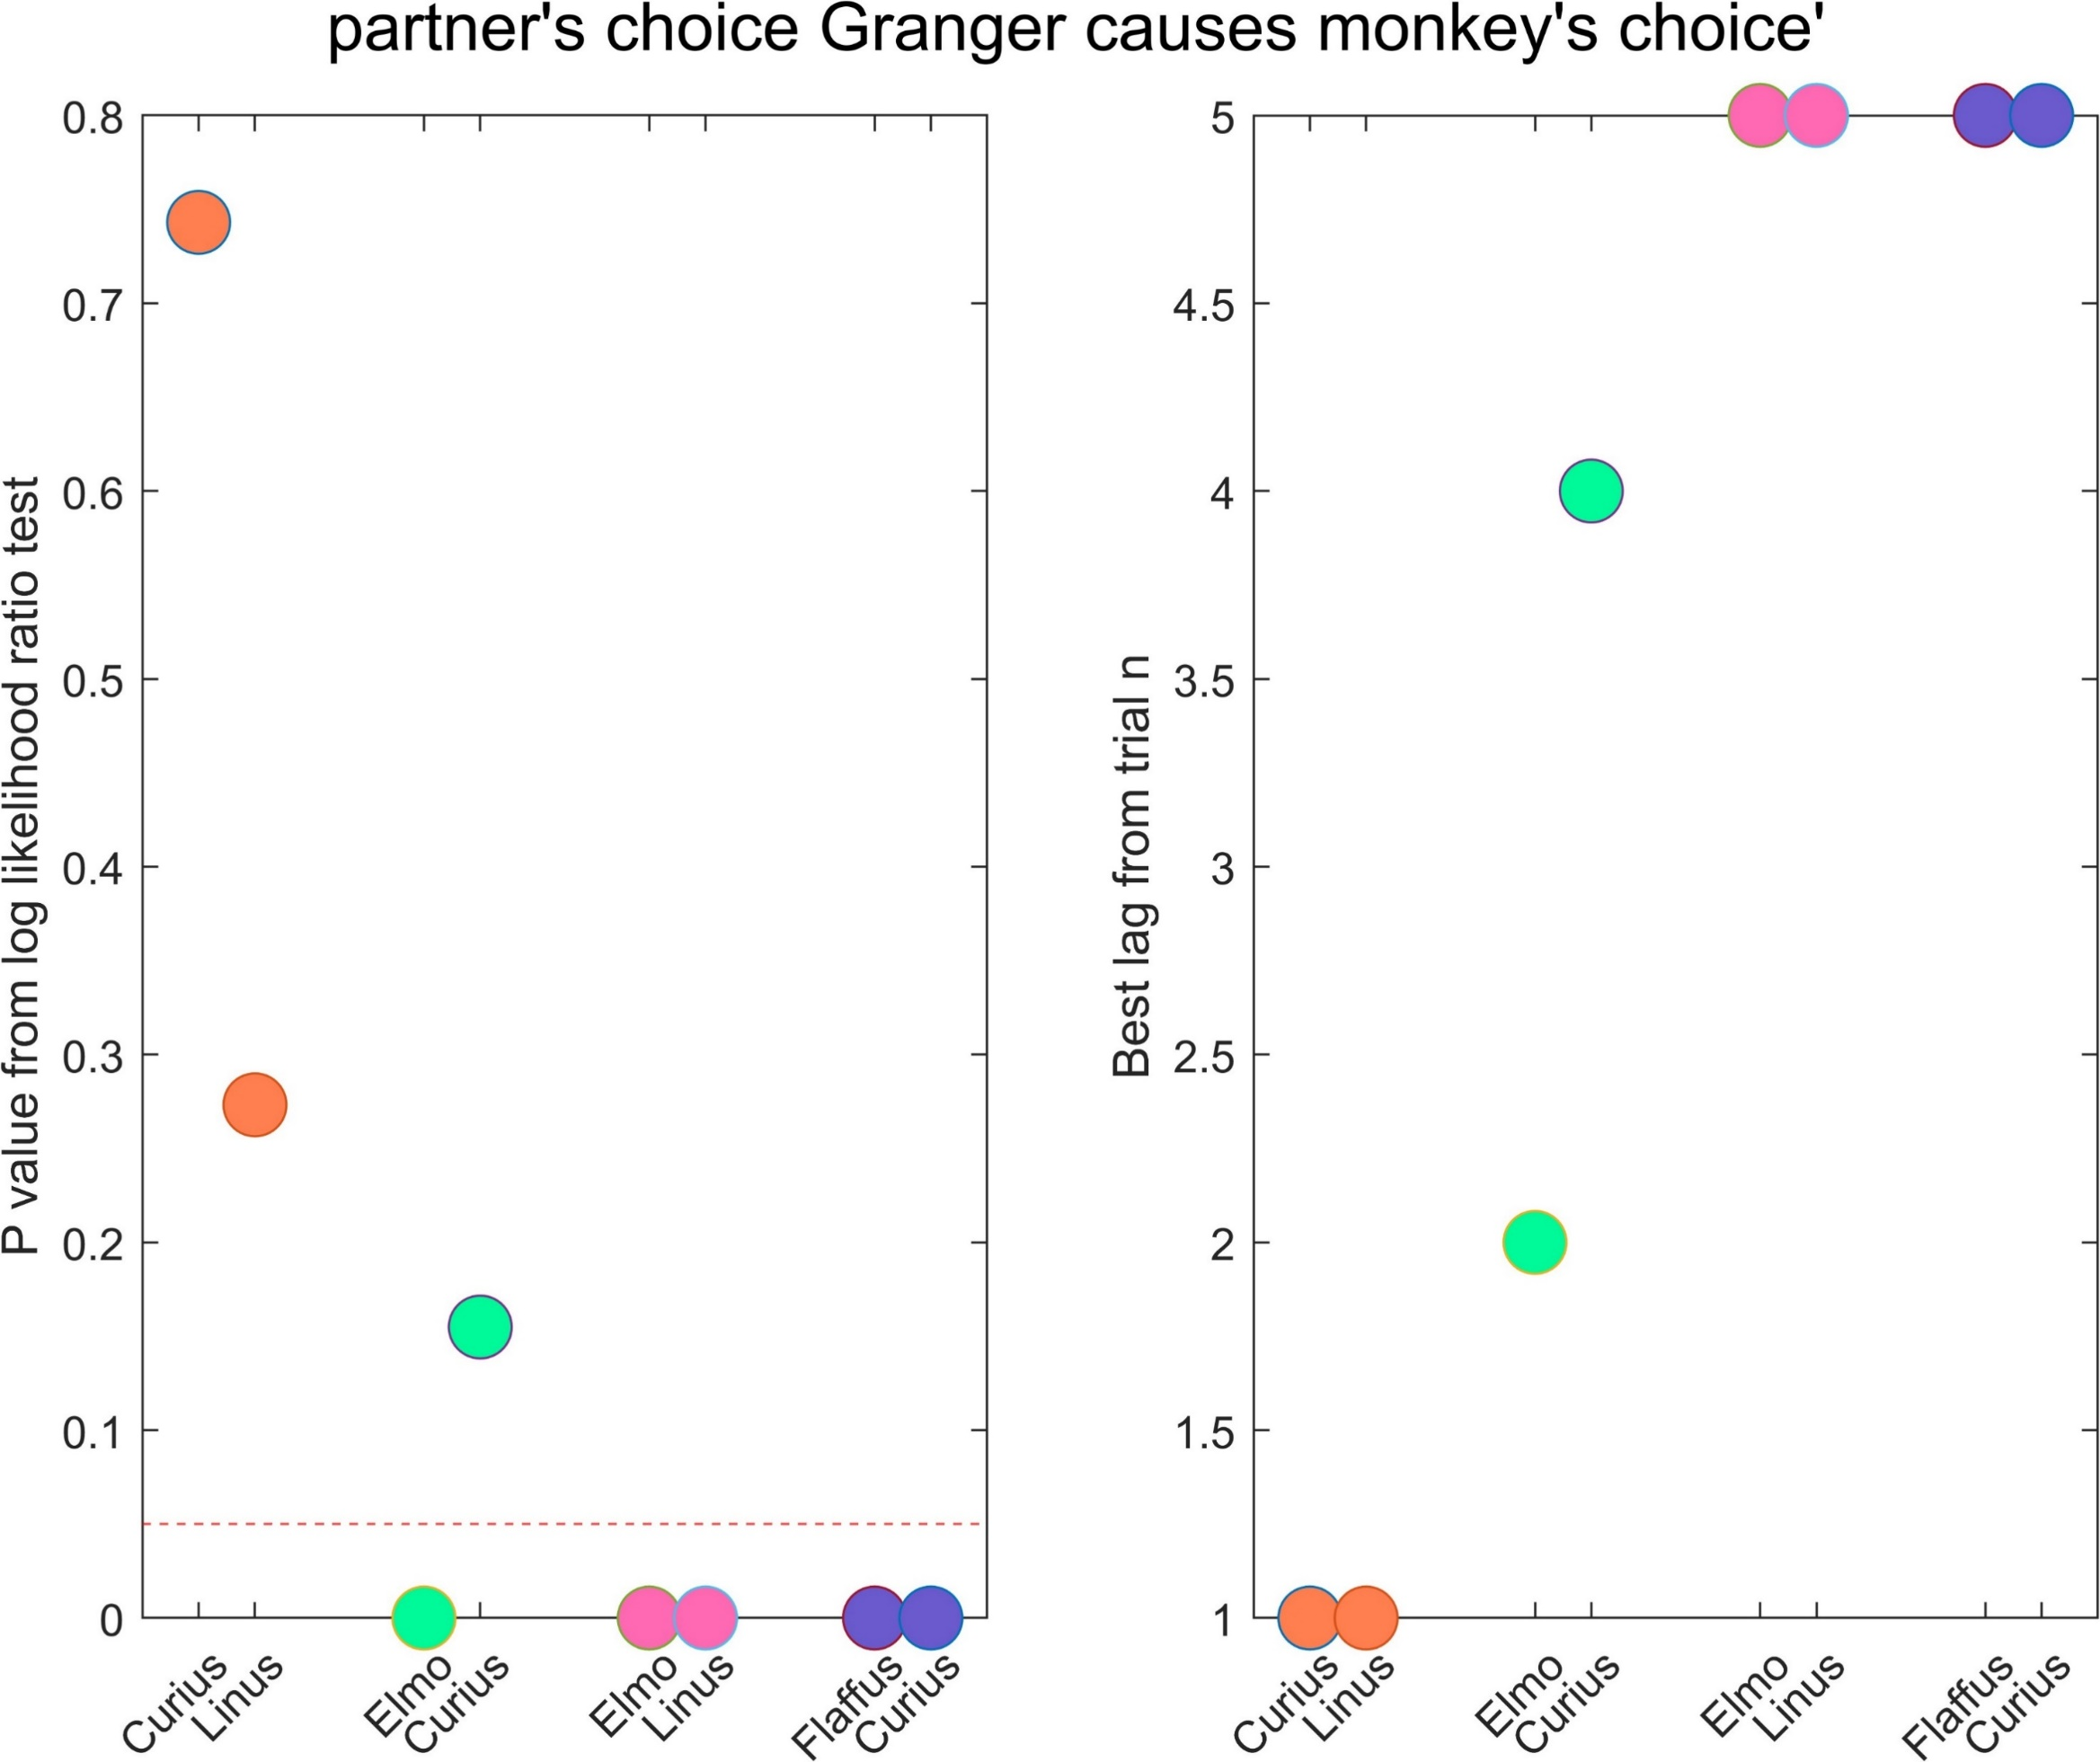 partner's choice Granger causes monkey's choice'
P value from log likelihood ratio test
0.8
0.7
0.6
0.5
0.4
0.3
0.2
0.1
0
Curius
Linus
Elmo
Curius
Elmo
Linus
Flaffus
Curius
Best lag from trial n
5
4.5
4
3.5
3
2.5
2
1.5
1
Curius
Linus
Elmo
Curius
Elmo
Linus
Flaffus
Curius